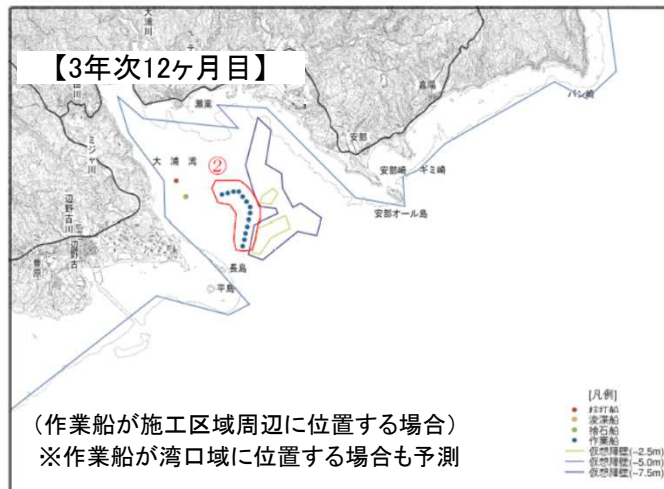 大浦川
【3年次12ヶ月目】
嘉陽
バン崎
瀬嵩
安部
ミジャ川
大浦湾
②
安部崎
ギミ崎
安部オール島
辺野古川
辺野古
豊原
長島
平島
[凡例]
杭打船
浚渫船
捨石船
作業船
仮想障壁(-2.5m)
仮想障壁(-5.0m)
仮想障壁(-7.5m)
(作業船が施工区域周辺に位置する場合)
※作業船が湾口域に位置する場合も予測